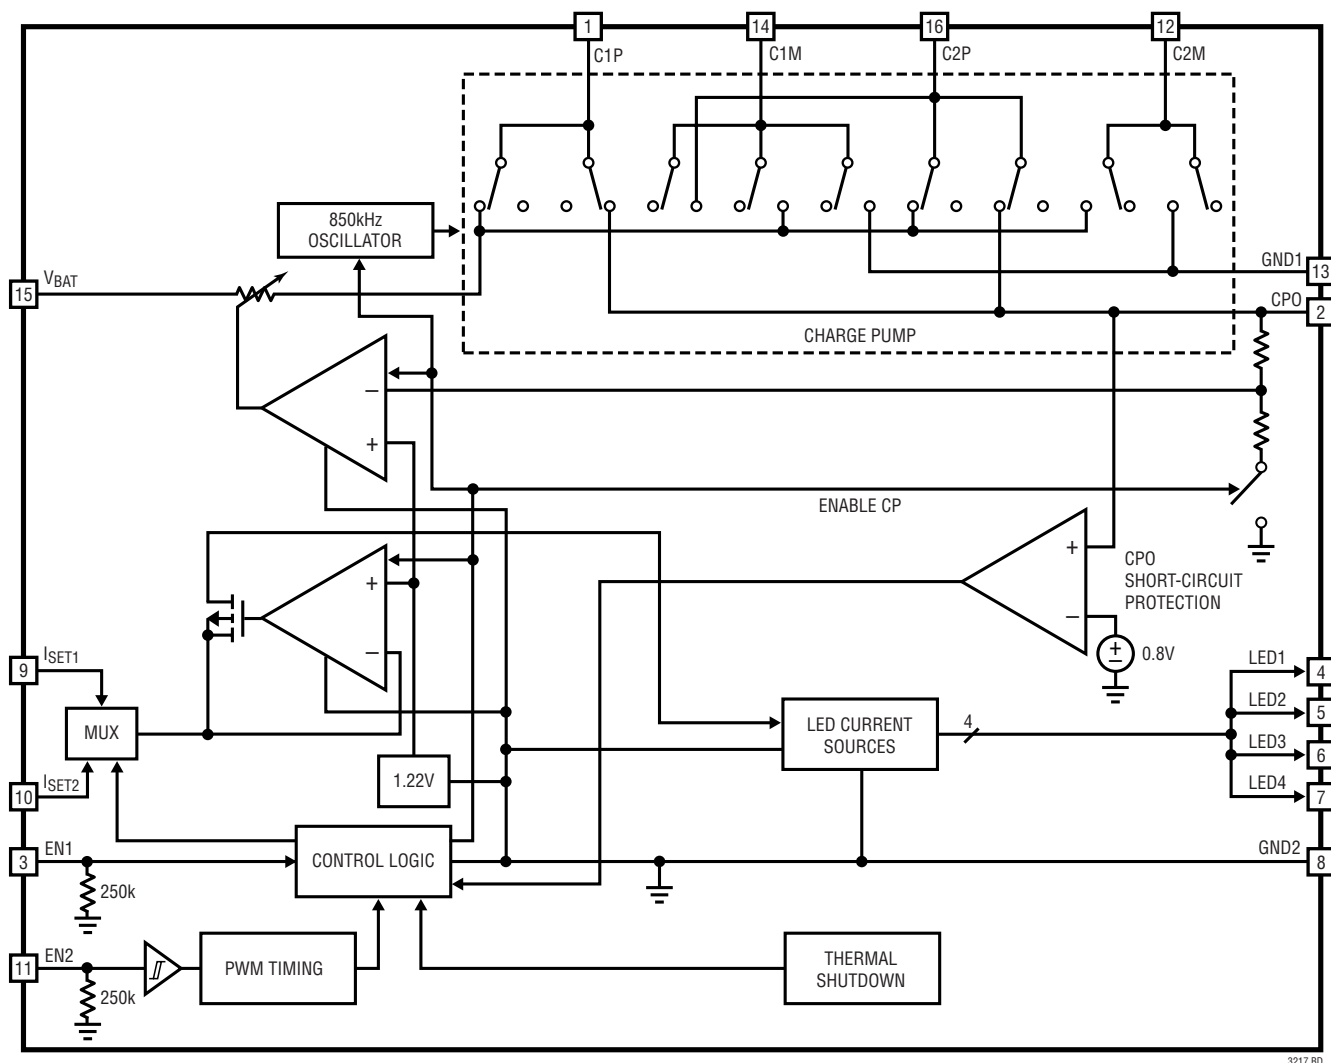 1
14
16
12
C1P
C1M
C2P
C2M
850kHz
OSCILLATOR
15
VBAT
GND1
13
CPO
2
CHARGE PUMP
−
+
ENABLE CP
+
−
+
−
CPO
SHORT-CIRCUIT
PROTECTION
+
−
0.8V
9
ISET1
MUX
10
ISET2
1.22V
LED CURRENT
SOURCES
4
LED1
4
LED2
5
LED3
6
LED4
7
3
EN1
250k
CONTROL LOGIC
GND2
8
11
EN2
250k
PWM TIMING
THERMAL
SHUTDOWN
3217 BD